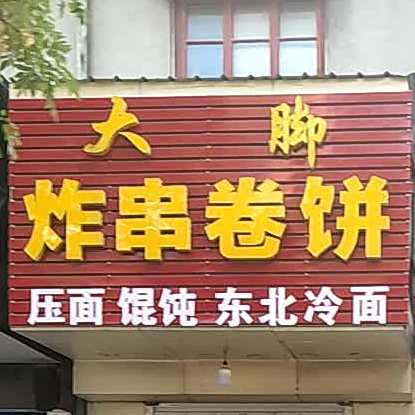 大脚
炸串卷饼
压面 馄饨 东北冷面